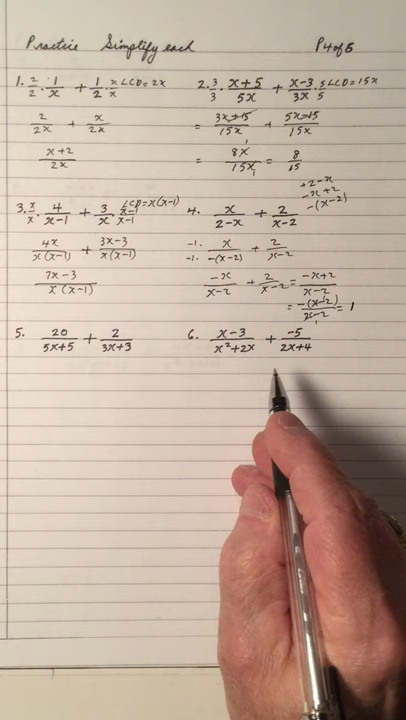 Practice Simplify each P4 of 5
1. 2/2 · 1/x + 1/2 · x/x LCD = 2x
2/2x + x/2x
x+2/2x
2. 3/3 · x+5/5x + x-3/3x · 5/5 LCD = 15x
= 3x+15/15x + 5x-15/15x
= 8x/15x = 8/15
3. x/x · 4/x-1 + 3/x · x-1/x-1 LCD = x(x-1)
4x/x(x-1) + 3x-3/x(x-1)
7x-3/x(x-1)
4. x/2-x + 2/x-2
+2-x
-x+2
-(x-2)
-1/-1 · x/-(x-2) + 2/x-2
-x/x-2 + 2/x-2 = -x+2/x-2
= -(x-2)/x-2 = 1
5. 20/5x+5 + 2/3x+3
6. x-3/x²+2x + -5/2x+4